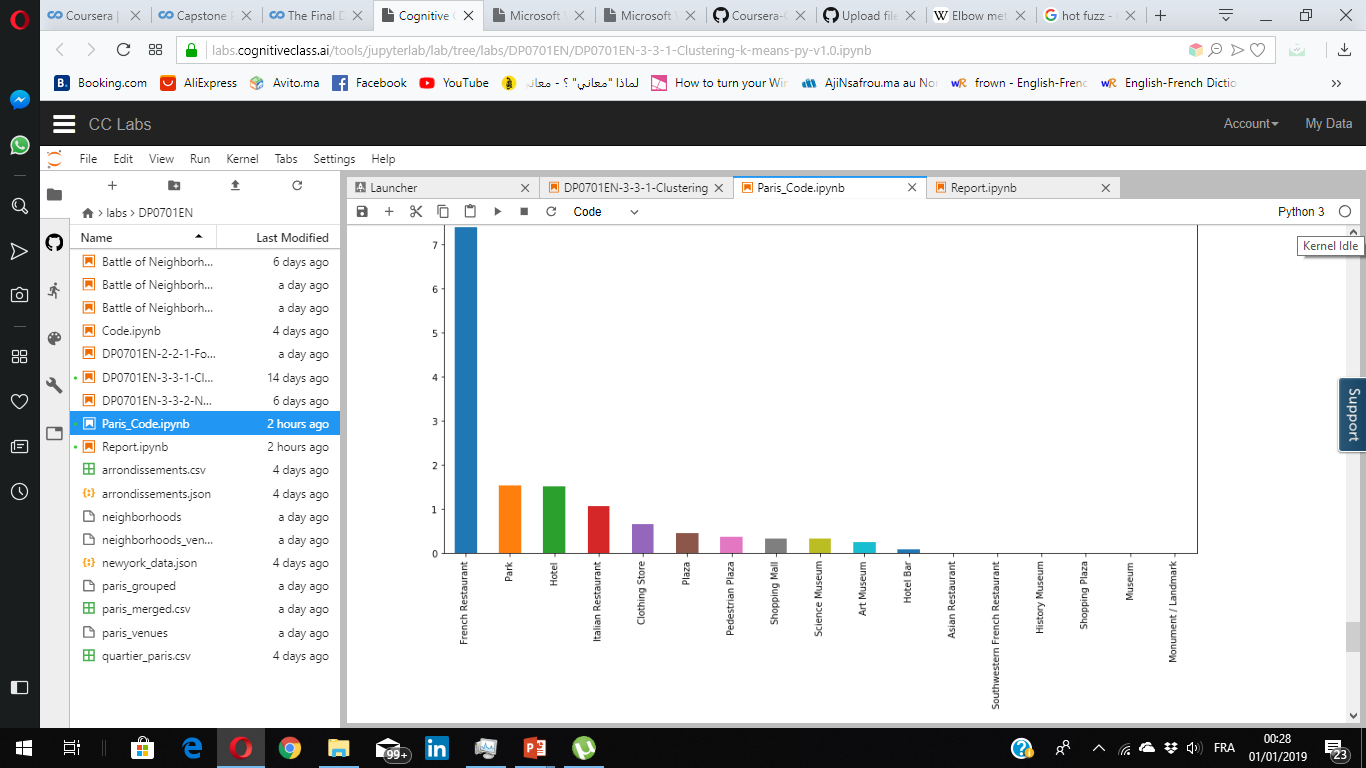 Coursera |
Capstone P
The Final D
Cognitive C
Microsoft W
Microsoft W
Coursera-C
Upload file
Elbow met
hot fuzz -
labs.cognitiveclass.ai/tools/jupyterlab/lab/tree/labs/DP0701EN/DP0701EN-3-3-1-Clustering-k-means-py-v1.0.ipynb
Booking.com
AliExpress
Avito.ma
Facebook
YouTube
لماذا "معاني" ؟ - معاني
How to turn your Win
AjiNsafrou.ma au No
frown - English-Frenc
English-French Dictio
CC Labs
Account
My Data
File Edit View Run Kernel Tabs Settings Help
Launcher
DP0701EN-3-3-1-Clustering
Paris_Code.ipynb
Report.ipynb
Code
Python 3
Kernel Idle
labs > DP0701EN
Name Last Modified
Battle of Neighborh... 6 days ago
Battle of Neighborh... a day ago
Battle of Neighborh... a day ago
Code.ipynb 4 days ago
DP0701EN-2-2-1-Fo... a day ago
DP0701EN-3-3-1-Cl... 14 days ago
DP0701EN-3-3-2-N... 6 days ago
Paris_Code.ipynb 2 hours ago
Report.ipynb 2 hours ago
arrondissements.csv 4 days ago
arrondissements.json 4 days ago
neighborhoods a day ago
neighborhoods_ven... a day ago
newyork_data.json 4 days ago
paris_grouped a day ago
paris_merged.csv a day ago
paris_venues a day ago
quartier_paris.csv 4 days ago
7
6
5
4
3
2
1
0
French Restaurant
Park
Hotel
Italian Restaurant
Clothing Store
Plaza
Pedestrian Plaza
Shopping Mall
Science Museum
Art Museum
Hotel Bar
Asian Restaurant
Southwestern French Restaurant
History Museum
Shopping Plaza
Museum
Monument / Landmark
Support
99+
FRA
00:28
01/01/2019
23